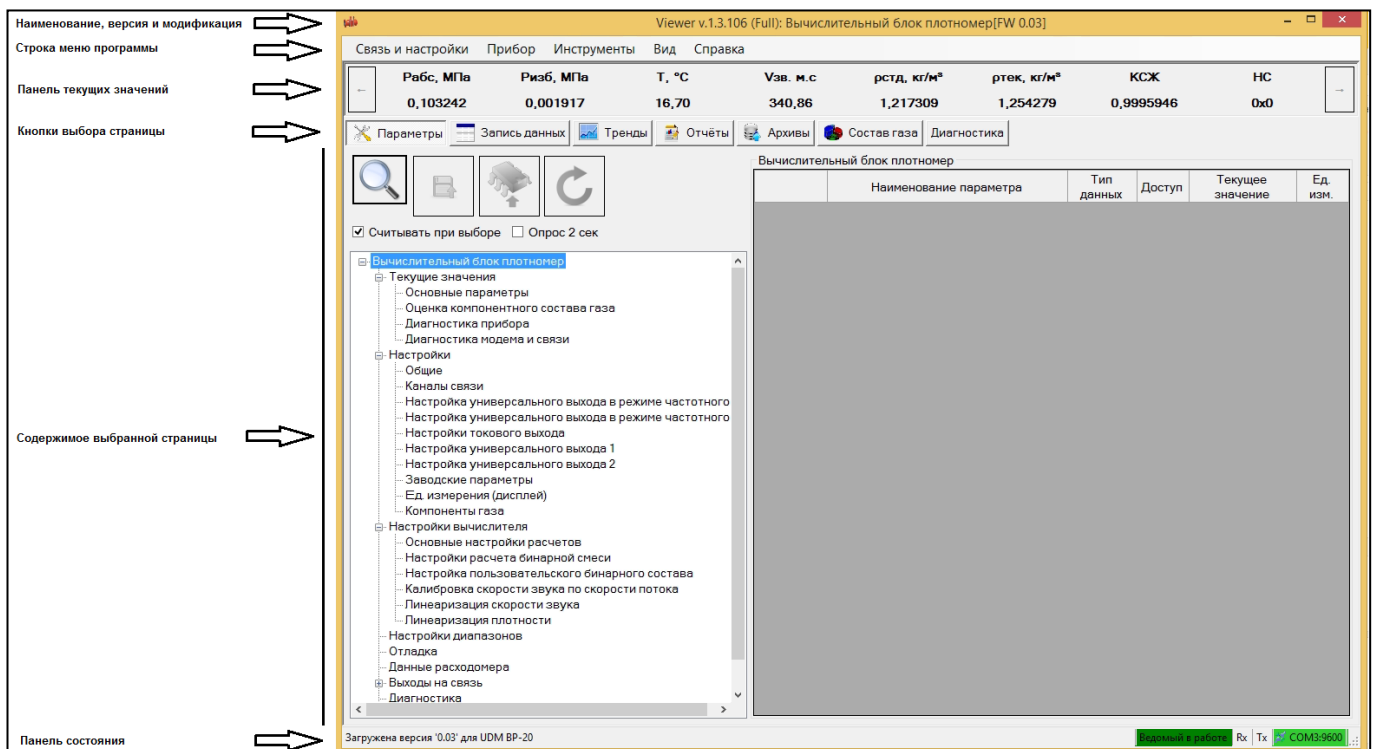 Наименование, версия и модификация
Viewer v.1.3.106 (Full): Вычислительный блок плотномер[FW 0.03]
Строка меню программы
Связь и настройки Прибор Инструменты Вид Справка
Панель текущих значений
Рабс, МПа Ризб, МПа Т, °С Vзв. м.с ρстд, кг/м³ ρтек, кг/м³ КСЖ НС
0,103242 0,001917 16,70 340,86 1,217309 1,254279 0,9995946 0x0
Кнопки выбора страницы
Параметры Запись данных Тренды Отчёты Архивы Состав газа Диагностика
Считывать при выборе Опрос 2 сек
Вычислительный блок плотномер
Текущие значения
Основные параметры
Оценка компонентного состава газа
Диагностика прибора
Диагностика модема и связи
Настройки
Общие
Каналы связи
Настройка универсального выхода в режиме частотного
Настройка универсального выхода в режиме частотного
Настройки токового выхода
Настройка универсального выхода 1
Настройка универсального выхода 2
Заводские параметры
Ед. измерения (дисплей)
Компоненты газа
Настройки вычислителя
Основные настройки расчетов
Настройки расчета бинарной смеси
Настройка пользовательского бинарного состава
Калибровка скорости звука по скорости потока
Линеаризация скорости звука
Линеаризация плотности
Настройки диапазонов
Отладка
Данные расходомера
Выходы на связь
Диагностика
Содержимое выбранной страницы
Вычислительный блок плотномер
Наименование параметра Тип данных Доступ Текущее значение Ед. изм.
Панель состояния
Загружена версия '0.03' для UDM BP-20
Ведомый в работе Rx Tx COM3:9600